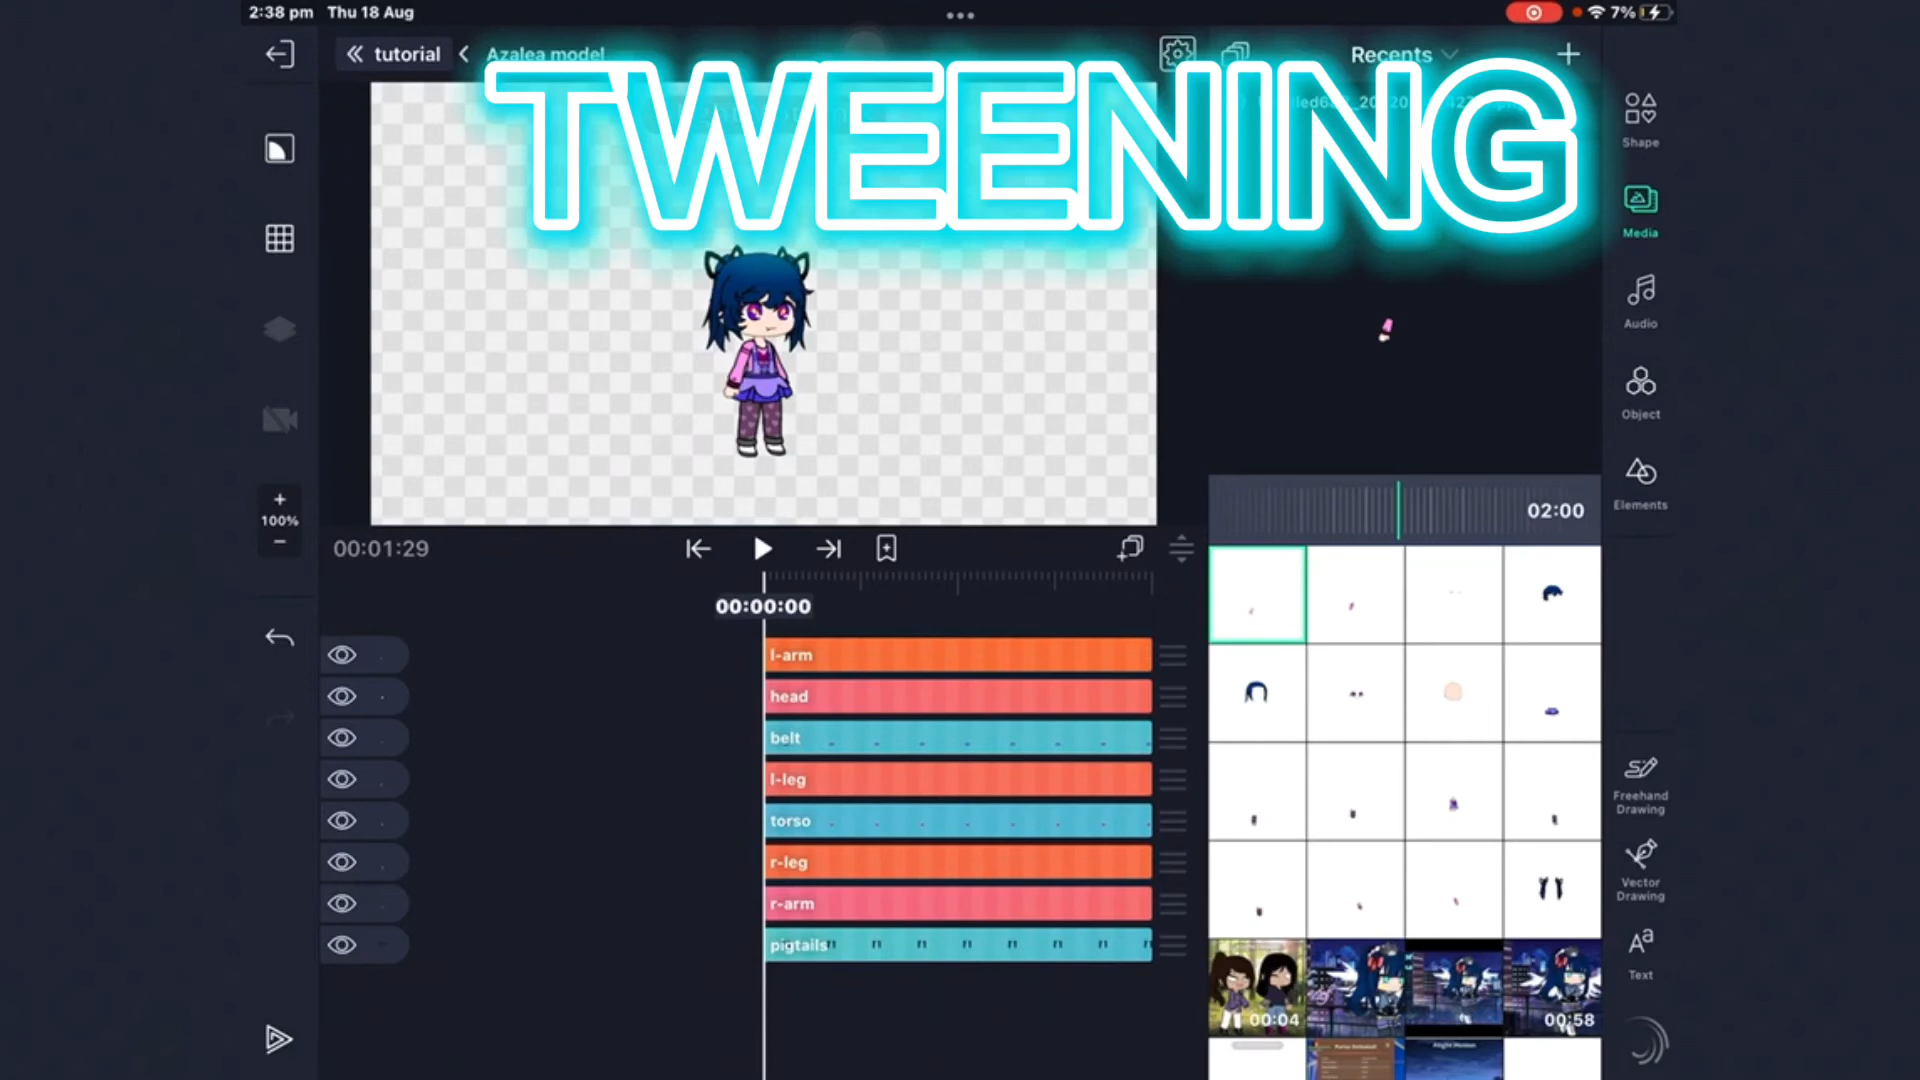 2:38 pm Thu 18 Aug
7%
tutorial
Azalea model
Recents
TWEENING
Shape
Media
Audio
Object
Elements
100%
02:00
00:01:29
00:00:00
l-arm
head
belt
l-leg
torso
r-leg
r-arm
pigtails
Freehand
Drawing
Vector
Drawing
Aa
Text
00:04
00:58